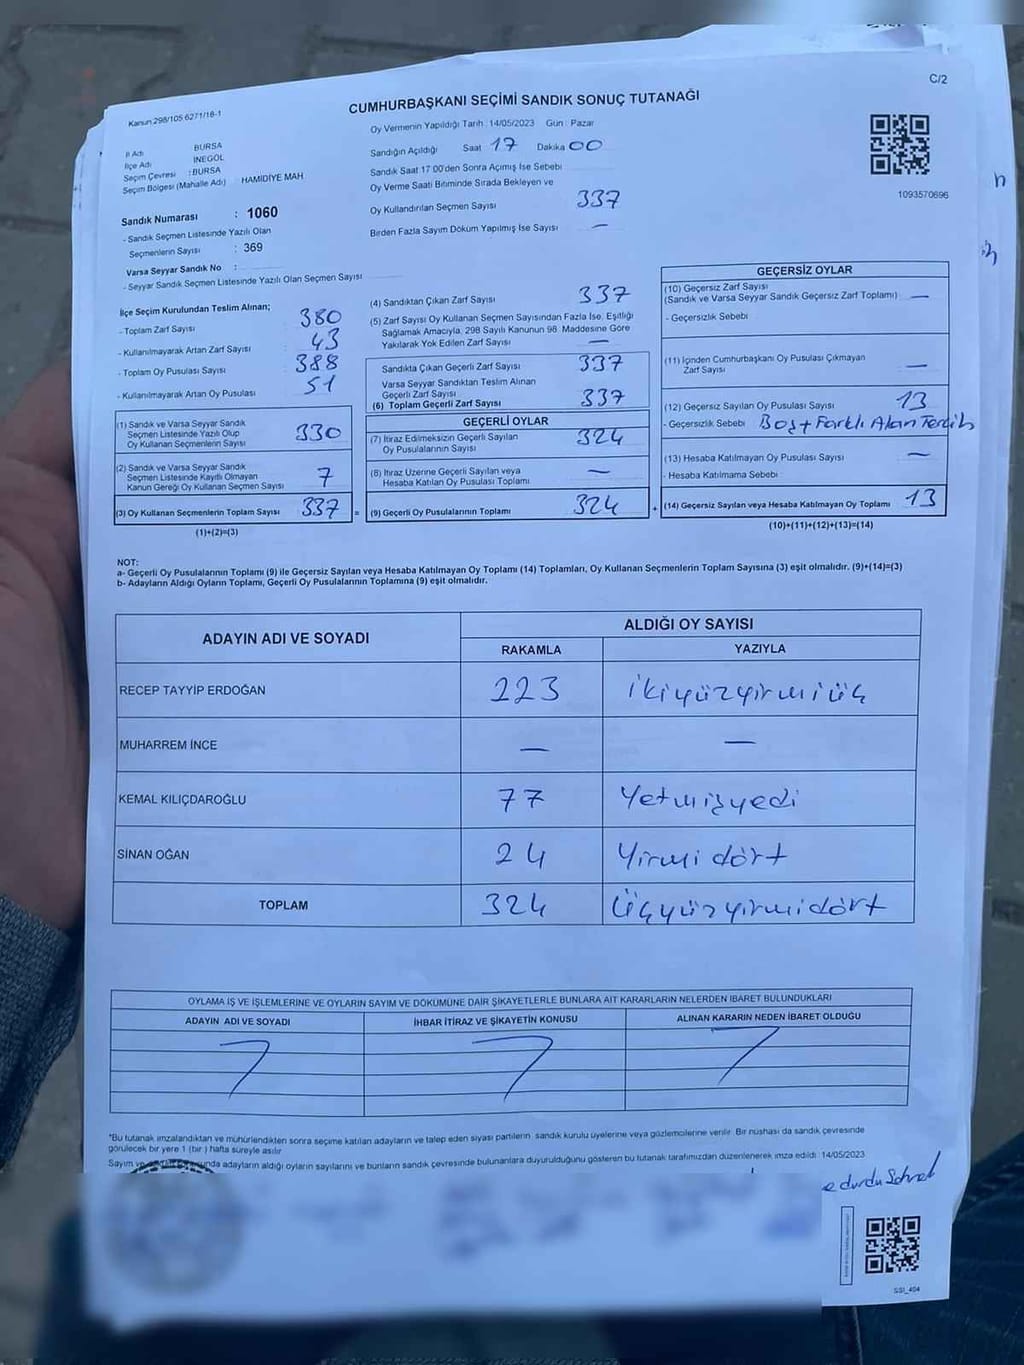 C/2
Kanun 298/105 6271/18-1
CUMHURBAŞKANI SEÇİMİ SANDIK SONUÇ TUTANAĞI
Oy Vermenin Yapıldığı Tarih : 14/05/2023 Gün : Pazar
İl Adı : BURSA
İlçe Adı İNEGÖL
Seçim Çevresi : BURSA
Seçim Bölgesi (Mahalle Adı) : HAMİDİYE MAH
Sandığın Açıldığı Saat 17 Dakika 00
Sandık Saat 17 00'den Sonra Açımış İse Sebebi
Oy Verme Saati Bitiminde Sırada Bekleyen ve
Oy Kullandırılan Seçmen Sayısı 337
Birden Fazla Sayım Döküm Yapılmış İse Sayısı —
1093570696
Sandık Numarası : 1060
- Sandık Seçmen Listesinde Yazılı Olan
Seçmenlerin Sayısı : 369
Varsa Seyyar Sandık No :
- Seyyar Sandık Seçmen Listesinde Yazılı Olan Seçmen Sayısı
İlçe Seçim Kurulundan Teslim Alınan;
- Toplam Zarf Sayısı 380
- Kullanılmayarak Artan Zarf Sayısı 43
- Toplam Oy Pusulası Sayısı 388
- Kullanılmayarak Artan Oy Pusulası 51
(1) Sandık ve Varsa Seyyar Sandık
Seçmen Listesinde Yazılı Olup
Oy Kullanan Seçmenlerin Sayısı 330
(2) Sandık ve Varsa Seyyar Sandık
Seçmen Listesinde Kayıtlı Olmayan
Kanun Gereği Oy Kullanan Seçmen Sayısı 7
(3) Oy Kullanan Seçmenlerin Toplam Sayısı 337 =
(1)+(2)=(3)
(4) Sandıktan Çıkan Zarf Sayısı 337
(5) Zarf Sayısı Oy Kullanan Seçmen Sayısından Fazla İse, Eşitliği
Sağlamak Amacıyla, 298 Sayılı Kanunun 98. Maddesine Göre
Yakılarak Yok Edilen Zarf Sayısı —
Sandıkta Çıkan Geçerli Zarf Sayısı 337
Varsa Seyyar Sandıktan Teslim Alınan
Geçerli Zarf Sayısı
(6) Toplam Geçerli Zarf Sayısı 337
GEÇERLİ OYLAR
(7) İtiraz Edilmeksizin Geçerli Sayılan
Oy Pusulalarının Sayısı 324
(8) İtiraz Üzerine Geçerli Sayılan veya
Hesaba Katılan Oy Pusulası Toplamı —
(9) Geçerli Oy Pusulalarının Toplamı 324 +
GEÇERSİZ OYLAR
(10) Geçersiz Zarf Sayısı
(Sandık ve Varsa Seyyar Sandık Geçersiz Zarf Toplamı) —
- Geçersizlik Sebebi
(11) İçinden Cumhurbaşkanı Oy Pusulası Çıkmayan
Zarf Sayısı —
(12) Geçersiz Sayılan Oy Pusulası Sayısı 13
- Geçersizlik Sebebi Boş + Farklı Alan Tercih
(13) Hesaba Katılmayan Oy Pusulası Sayısı —
- Hesaba Katılmama Sebebi
(14) Geçersiz Sayılan veya Hesaba Katılmayan Oy Toplamı 13
(10)+(11)+(12)+(13)=(14)
NOT:
a- Geçerli Oy Pusulalarının Toplamı (9) ile Geçersiz Sayılan veya Hesaba Katılmayan Oy Toplamı (14) Toplamları, Oy Kullanan Seçmenlerin Toplam Sayısına (3) eşit olmalıdır. (9)+(14)=(3)
b- Adayların Aldığı Oyların Toplamı, Geçerli Oy Pusulalarının Toplamına (9) eşit olmalıdır.
ADAYIN ADI VE SOYADI ALDIĞI OY SAYISI
RAKAMLA YAZIYLA
RECEP TAYYİP ERDOĞAN 223 ikiyüzyirmiüç
MUHARREM İNCE — —
KEMAL KILIÇDAROĞLU 77 Yetmişyedi
SİNAN OĞAN 24 Yirmi dört
TOPLAM 324 Üçyüzyirmidört
OYLAMA İŞ VE İŞLEMLERİNE VE OYLARIN SAYIM VE DÖKÜMÜNE DAİR ŞİKAYETLERLE BUNLARA AİT KARARLARIN NELERDEN İBARET BULUNDUKLARI
ADAYIN ADI VE SOYADI İHBAR İTİRAZ VE ŞİKAYETİN KONUSU ALINAN KARARIN NEDEN İBARET OLDUĞU
*Bu tutanak imzalandıktan ve mühürlendikten sonra seçime katılan adayların ve talep eden siyasi partilerin sandık kurulu üyelerine veya gözlemcilerine verilir. Bir nüshası da sandık çevresinde
görülecek bir yere 1 (bir) hafta süreyle asılır
Sayım ve adayların aldığı oyların sayılarını ve bunların sandık çevresinde bulunanlara duyurulduğunu gösteren bu tutanak tarafımızdan düzenlenerek imza edildi. 14/05/2023
SSI_404